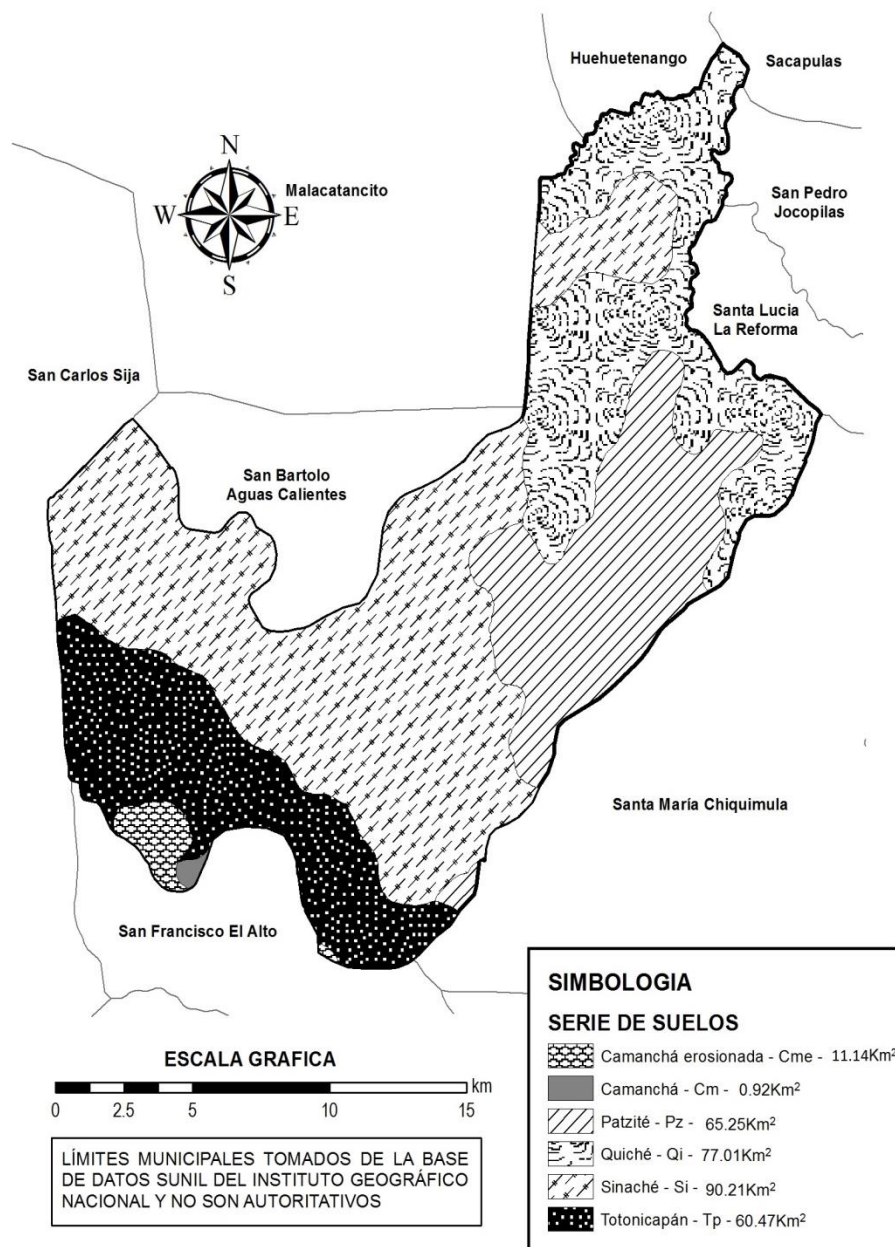 Huehuetenango
Sacapulas
N
Malacatancito
W
E
S
San Pedro
Jocopilas
Santa Lucia
La Reforma
San Carlos Sija
San Bartolo
Aguas Calientes
Santa María Chiquimula
San Francisco El Alto
ESCALA GRAFICA
km
0 2.5 5 10 15
LÍMITES MUNICIPALES TOMADOS DE LA BASE
DE DATOS SUNIL DEL INSTITUTO GEOGRÁFICO
NACIONAL Y NO SON AUTORITATIVOS
SIMBOLOGIA
SERIE DE SUELOS
Camanchá erosionada - Cme - 11.14Km²
Camanchá - Cm - 0.92Km²
Patzité - Pz - 65.25Km²
Quiché - Qi - 77.01Km²
Sinaché - Si - 90.21Km²
Totonicapán - Tp - 60.47Km²